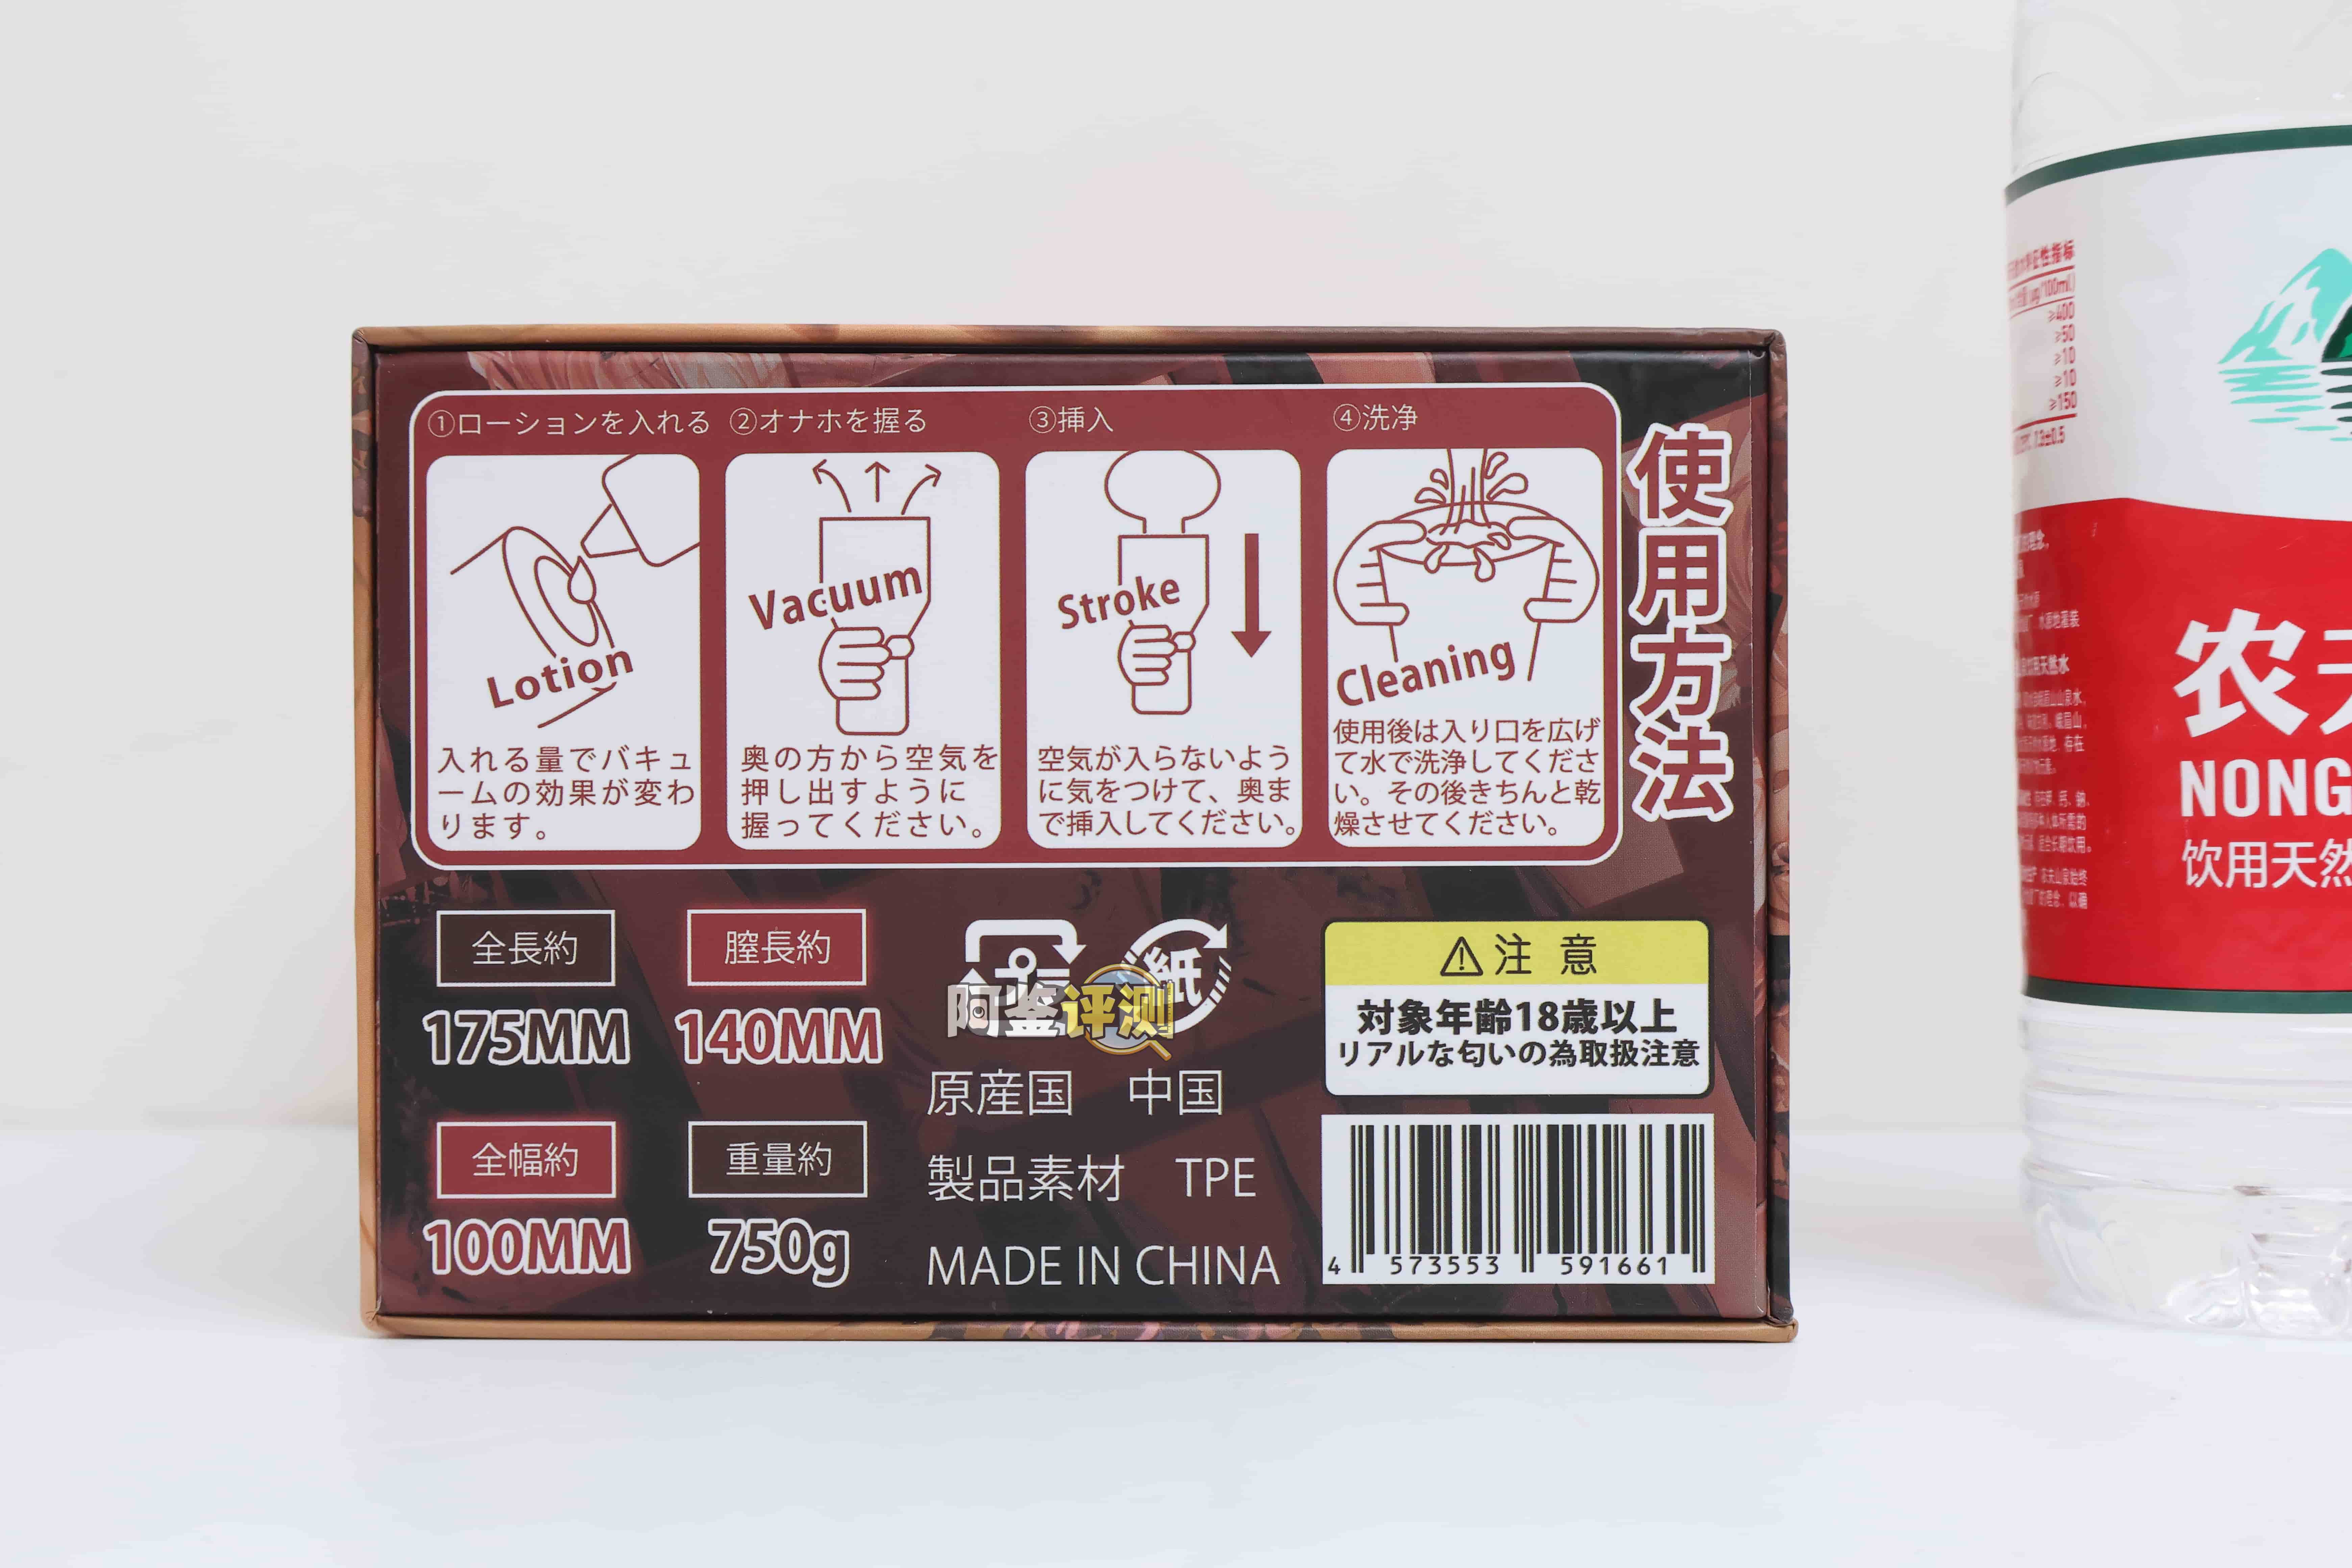 ①ローションを入れる
②オナホを握る
③挿入
④洗浄
Lotion
入れる量でバキュ
ームの効果が変わ
ります。
Vacuum
奥の方から空気を
押し出すように
握ってください。
Stroke
空気が入らないよう
に気をつけて、奥ま
で挿入してください。
Cleaning
使用後は入り口を広げ
て水で洗浄してくださ
い。その後きちんと乾
燥させてください。
使用方法
全長約
175MM
膣長約
140MM
全幅約
100MM
重量約
750g
紙
阿鉴评测
原産国 中国
製品素材 TPE
MADE IN CHINA
⚠注 意
対象年齢18歳以上
リアルな匂いの為取扱注意
4 573553 591661
≥400
≥50
≥10
≥10
≥150
7.3±0.5
农
NONG
饮用天然